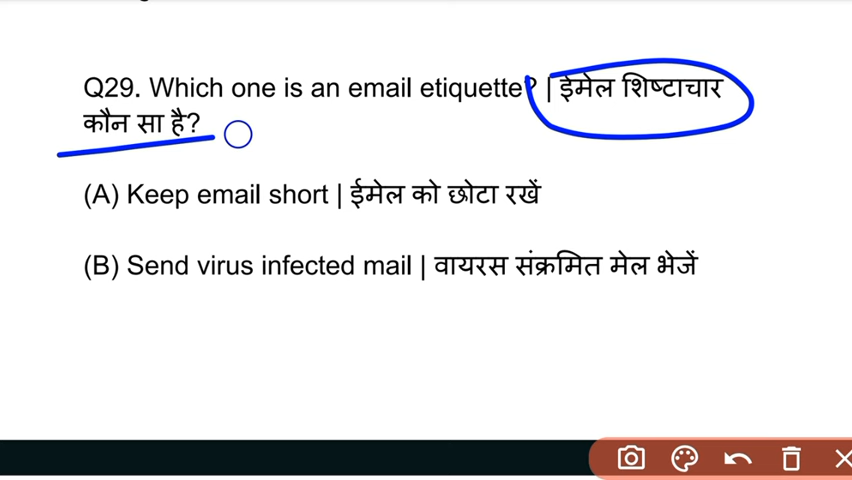 Q29. Which one is an email etiquette? | ईमेल शिष्टाचार
कौन सा है?
(A) Keep email short | ईमेल को छोटा रखें
(B) Send virus infected mail | वायरस संक्रमित मेल भेजें